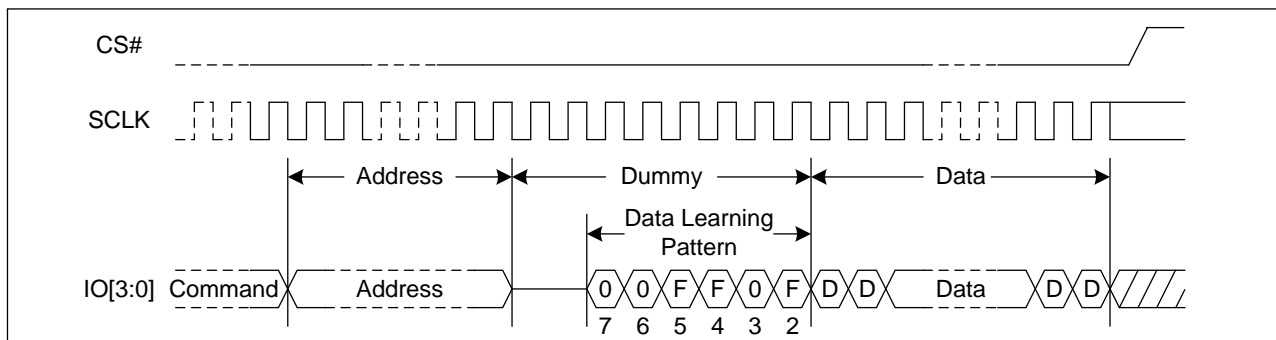 CS#
SCLK
Address Dummy Data
Data Learning
Pattern
IO[3:0] Command Address 0 0 F F 0 F D D Data D D
7 6 5 4 3 2